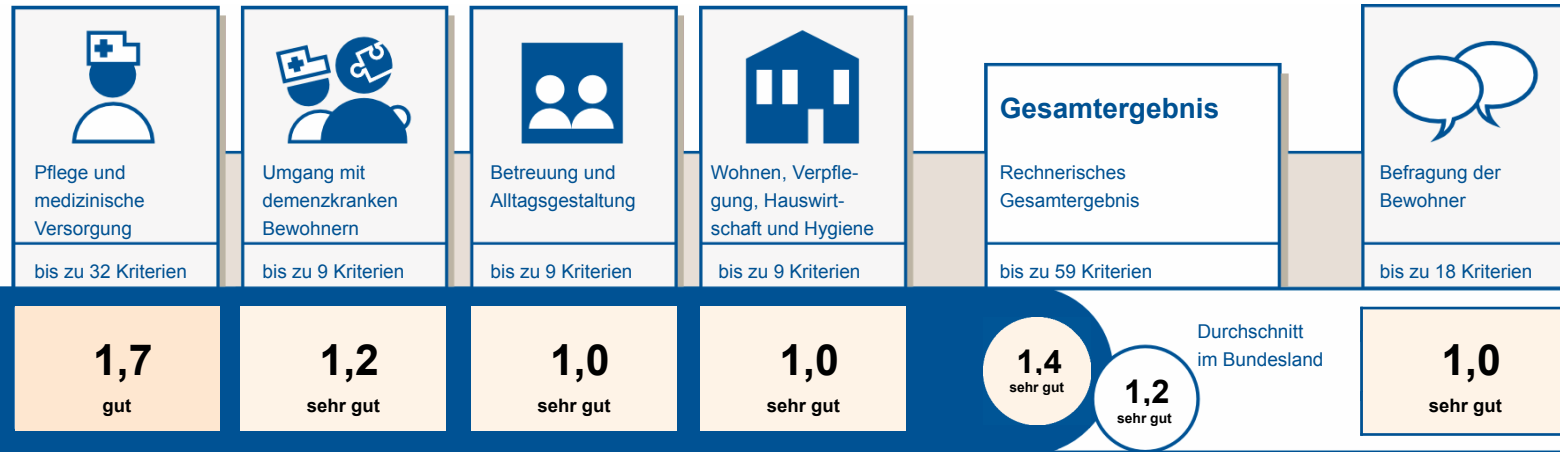 Pflege und
medizinische
Versorgung
bis zu 32 Kriterien
1,7
gut
Umgang mit
demenzkranken
Bewohnern
bis zu 9 Kriterien
1,2
sehr gut
Betreuung und
Alltagsgestaltung
bis zu 9 Kriterien
1,0
sehr gut
Wohnen, Verpfle-
gung, Hauswirt-
schaft und Hygiene
bis zu 9 Kriterien
1,0
sehr gut
Gesamtergebnis
Rechnerisches
Gesamtergebnis
bis zu 59 Kriterien
1,4
sehr gut
Durchschnitt
im Bundesland
1,2
sehr gut
Befragung der
Bewohner
bis zu 18 Kriterien
1,0
sehr gut